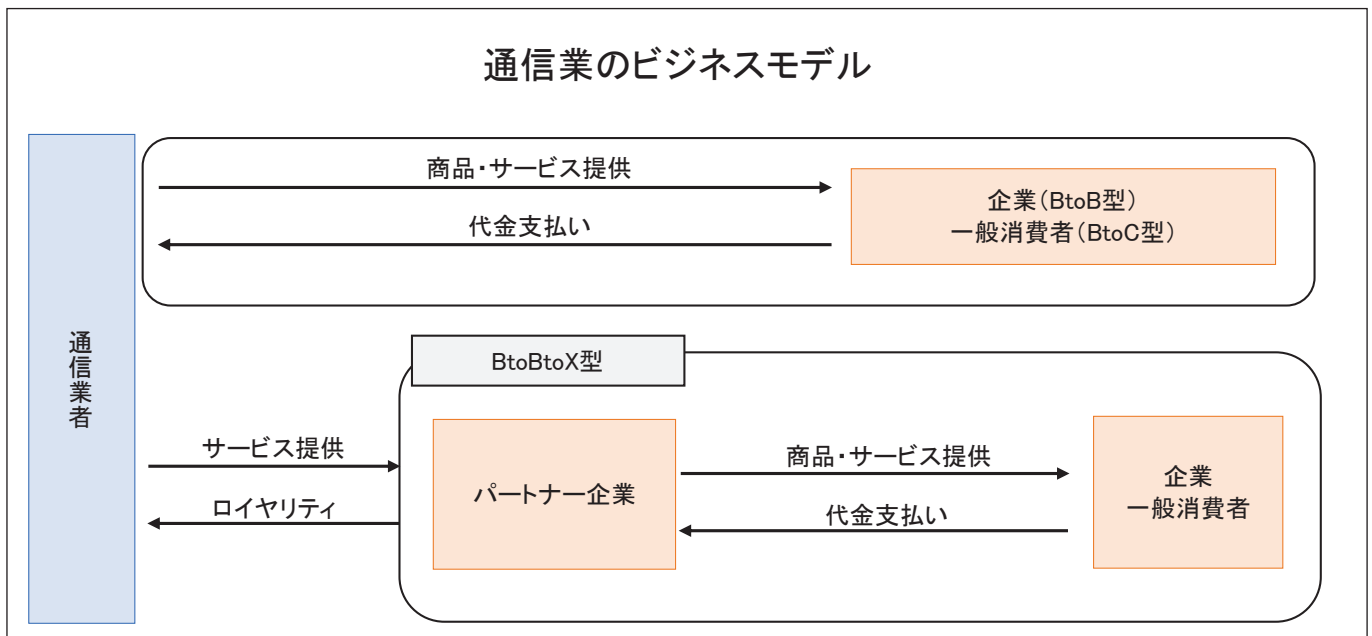 通信業のビジネスモデル
商品・サービス提供
代金支払い
企業（BtoB型）
一般消費者（BtoC型）
通信業者
BtoBtoX型
サービス提供
ロイヤリティ
パートナー企業
商品・サービス提供
代金支払い
企業
一般消費者